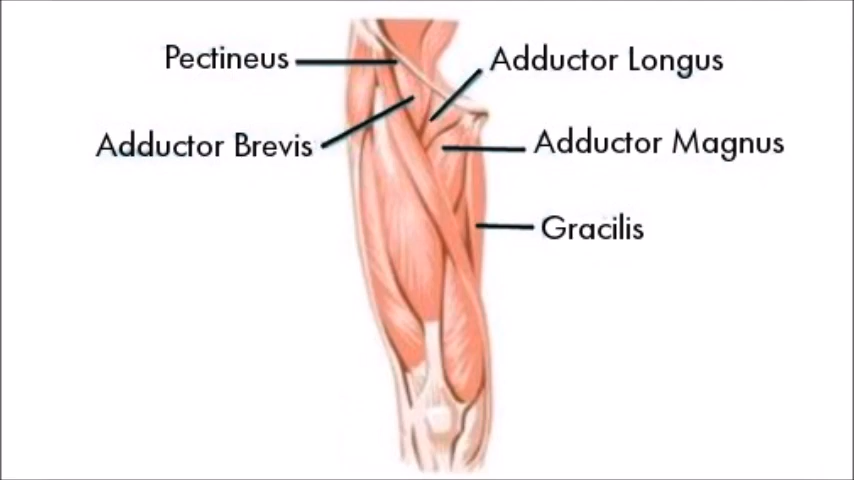 Pectineus
Adductor Longus
Adductor Brevis
Adductor Magnus
Gracilis